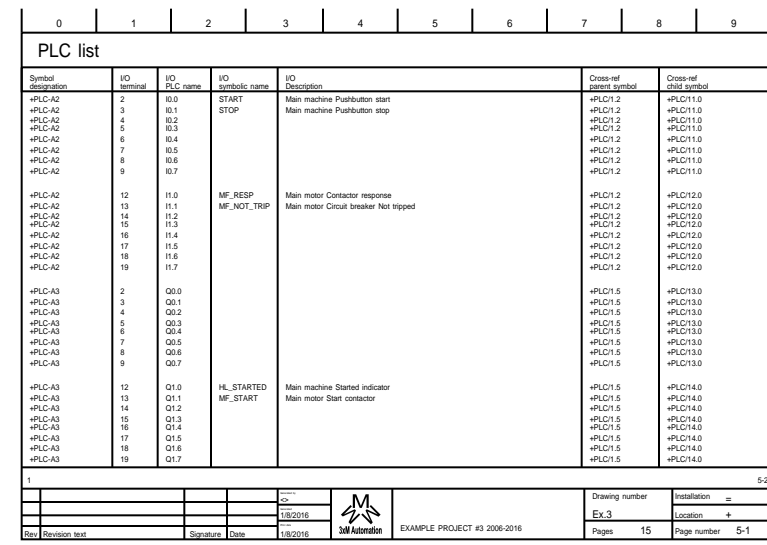 0 1 2 3 4 5 6 7 8 9
PLC list
Symbol designation I/O terminal I/O PLC name I/O symbolic name I/O Description Cross-ref parent symbol Cross-ref child symbol
+PLC-A2 2 I0.0 START Main machine Pushbutton start +PLC/1.2 +PLC/11.0
+PLC-A2 3 I0.1 STOP Main machine Pushbutton stop +PLC/1.2 +PLC/11.0
+PLC-A2 4 I0.2 +PLC/1.2 +PLC/11.0
+PLC-A2 5 I0.3 +PLC/1.2 +PLC/11.0
+PLC-A2 6 I0.4 +PLC/1.2 +PLC/11.0
+PLC-A2 7 I0.5 +PLC/1.2 +PLC/11.0
+PLC-A2 8 I0.6 +PLC/1.2 +PLC/11.0
+PLC-A2 9 I0.7 +PLC/1.2 +PLC/11.0
+PLC-A2 12 I1.0 MF_RESP Main motor Contactor response +PLC/1.2 +PLC/12.0
+PLC-A2 13 I1.1 MF_NOT_TRIP Main motor Circuit breaker Not tripped +PLC/1.2 +PLC/12.0
+PLC-A2 14 I1.2 +PLC/1.2 +PLC/12.0
+PLC-A2 15 I1.3 +PLC/1.2 +PLC/12.0
+PLC-A2 16 I1.4 +PLC/1.2 +PLC/12.0
+PLC-A2 17 I1.5 +PLC/1.2 +PLC/12.0
+PLC-A2 18 I1.6 +PLC/1.2 +PLC/12.0
+PLC-A2 19 I1.7 +PLC/1.2 +PLC/12.0
+PLC-A3 2 Q0.0 +PLC/1.5 +PLC/13.0
+PLC-A3 3 Q0.1 +PLC/1.5 +PLC/13.0
+PLC-A3 4 Q0.2 +PLC/1.5 +PLC/13.0
+PLC-A3 5 Q0.3 +PLC/1.5 +PLC/13.0
+PLC-A3 6 Q0.4 +PLC/1.5 +PLC/13.0
+PLC-A3 7 Q0.5 +PLC/1.5 +PLC/13.0
+PLC-A3 8 Q0.6 +PLC/1.5 +PLC/13.0
+PLC-A3 9 Q0.7 +PLC/1.5 +PLC/13.0
+PLC-A3 12 Q1.0 HL_STARTED Main machine Started indicator +PLC/1.5 +PLC/14.0
+PLC-A3 13 Q1.1 MF_START Main motor Start contactor +PLC/1.5 +PLC/14.0
+PLC-A3 14 Q1.2 +PLC/1.5 +PLC/14.0
+PLC-A3 15 Q1.3 +PLC/1.5 +PLC/14.0
+PLC-A3 16 Q1.4 +PLC/1.5 +PLC/14.0
+PLC-A3 17 Q1.5 +PLC/1.5 +PLC/14.0
+PLC-A3 18 Q1.6 +PLC/1.5 +PLC/14.0
+PLC-A3 19 Q1.7 +PLC/1.5 +PLC/14.0
1 5-2
<> Drawing number Installation =
1/8/2016 Ex.3 Location +
Rev Revision text Signature Date 1/8/2016 3xM Automation EXAMPLE PROJECT #3 2006-2016 Pages 15 Page number 5-1